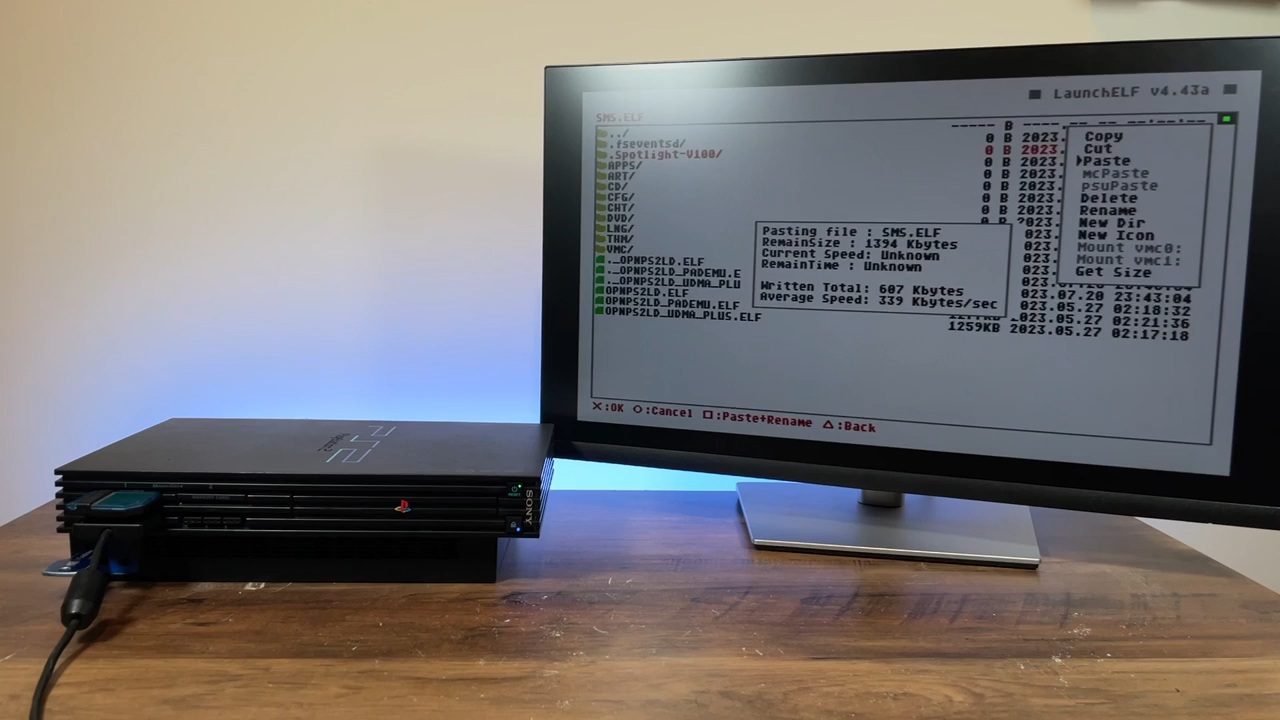 LaunchELF v4.43a
SMS.ELF
----- B ---- -- -- --:--:--
../
.fseventsd/ 0 B 2023.
.Spotlight-V100/ 0 B 2023.
APPS/ 0 B 2023.
ART/ 0 B 2023.
CD/ 0 B 2023.
CFG/ 0 B 2023.
CHT/ 0 B 2023.
DVD/
LNG/
THM/
VMC/
._OPNPS2LD.ELF
._OPNPS2LD_PADEMU.E
._OPNPS2LD_UDMA_PLU
OPNPS2LD.ELF
OPNPS2LD_PADEMU.ELF
OPNPS2LD_UDMA_PLUS.ELF
023.07.20 23:43:04
023.05.27 02:18:32
2023.05.27 02:21:36
1259KB 2023.05.27 02:17:18
Copy
Cut
Paste
mcPaste
psuPaste
Delete
Rename
New Dir
New Icon
Mount vmc0:
Mount vmc1:
Get Size
Pasting file : SMS.ELF
RemainSize : 1394 Kbytes
Current Speed: Unknown
RemainTime : Unknown
Written Total: 607 Kbytes
Average Speed: 339 Kbytes/sec
✕:OK ○:Cancel □:Paste+Rename △:Back
PS2
PlayStation 2
SONY
RESET